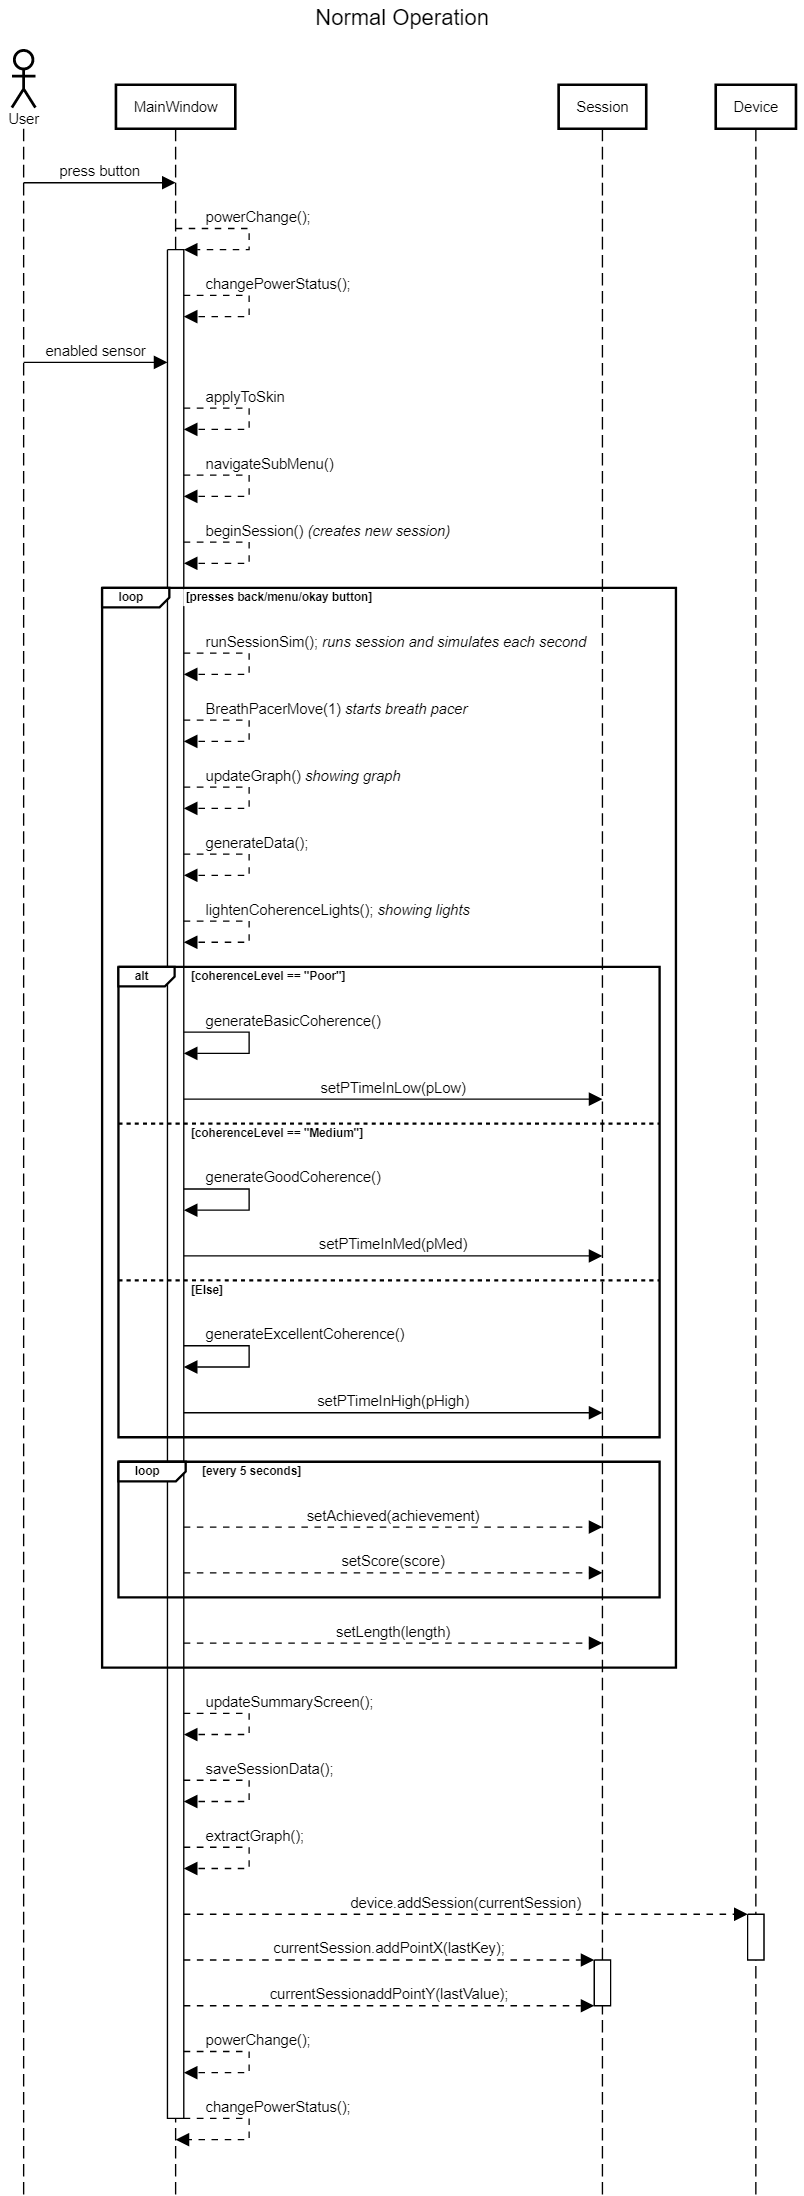 Normal Operation
User
MainWindow
Session
Device
press button
powerChange();
changePowerStatus();
enabled sensor
applyToSkin
navigateSubMenu()
beginSession() (creates new session)
loop [presses back/menu/okay button]
runSessionSim(); runs session and simulates each second
BreathPacerMove(1) starts breath pacer
updateGraph() showing graph
generateData();
lightenCoherenceLights(); showing lights
alt [coherenceLevel == "Poor"]
generateBasicCoherence()
setPTimeInLow(pLow)
[coherenceLevel == "Medium"]
generateGoodCoherence()
setPTimeInMed(pMed)
[Else]
generateExcellentCoherence()
setPTimeInHigh(pHigh)
loop [every 5 seconds]
setAchieved(achievement)
setScore(score)
setLength(length)
updateSummaryScreen();
saveSessionData();
extractGraph();
device.addSession(currentSession)
currentSession.addPointX(lastKey);
currentSessionaddPointY(lastValue);
powerChange();
changePowerStatus();